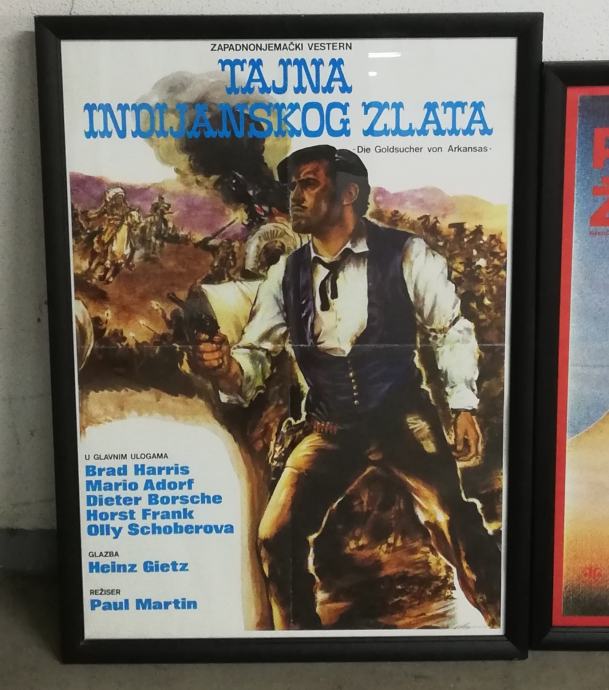 ZAPADNONJEMAČKI VESTERN
TAJNA
INDIJANSKOG ZLATA
-Die Goldsucher von Arkansas-
U GLAVNIM ULOGAMA
Brad Harris
Mario Adorf
Dieter Borsche
Horst Frank
Olly Schoberova
GLAZBA
Heinz Gietz
REŽISER
Paul Martin